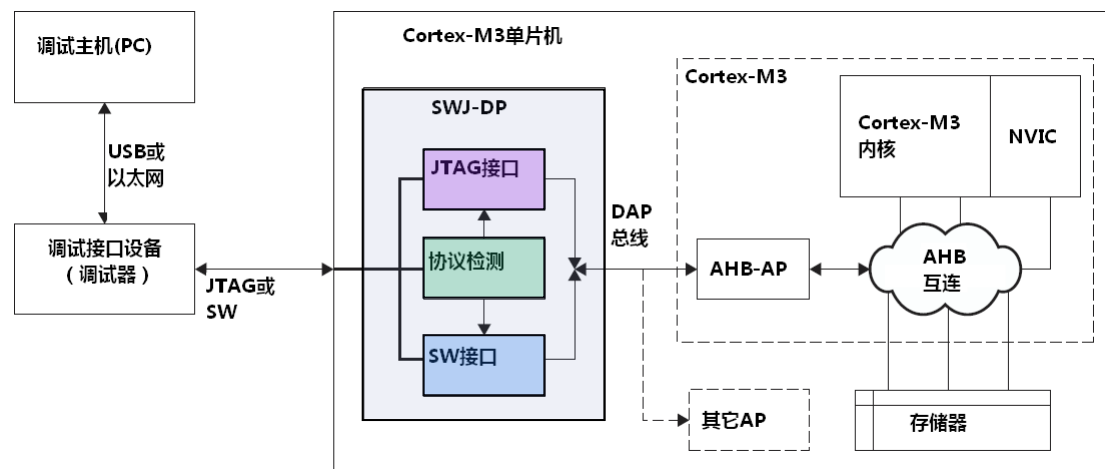 调试主机(PC)
USB或
以太网
调试接口设备
（调试器）
JTAG或
SW
Cortex-M3单片机
SWJ-DP
JTAG接口
协议检测
SW接口
DAP
总线
Cortex-M3
Cortex-M3
内核
NVIC
AHB-AP
AHB
互连
其它AP
存储器